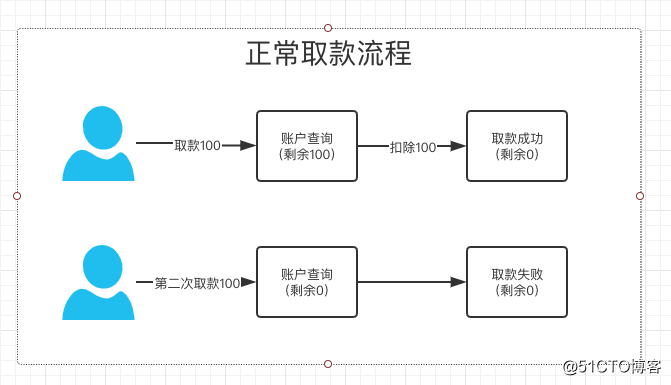 正常取款流程
取款100
账户查询
(剩余100)
扣除100
取款成功
(剩余0)
第二次取款100
账户查询
(剩余0)
取款失败
(剩余0)
@51CTO博客